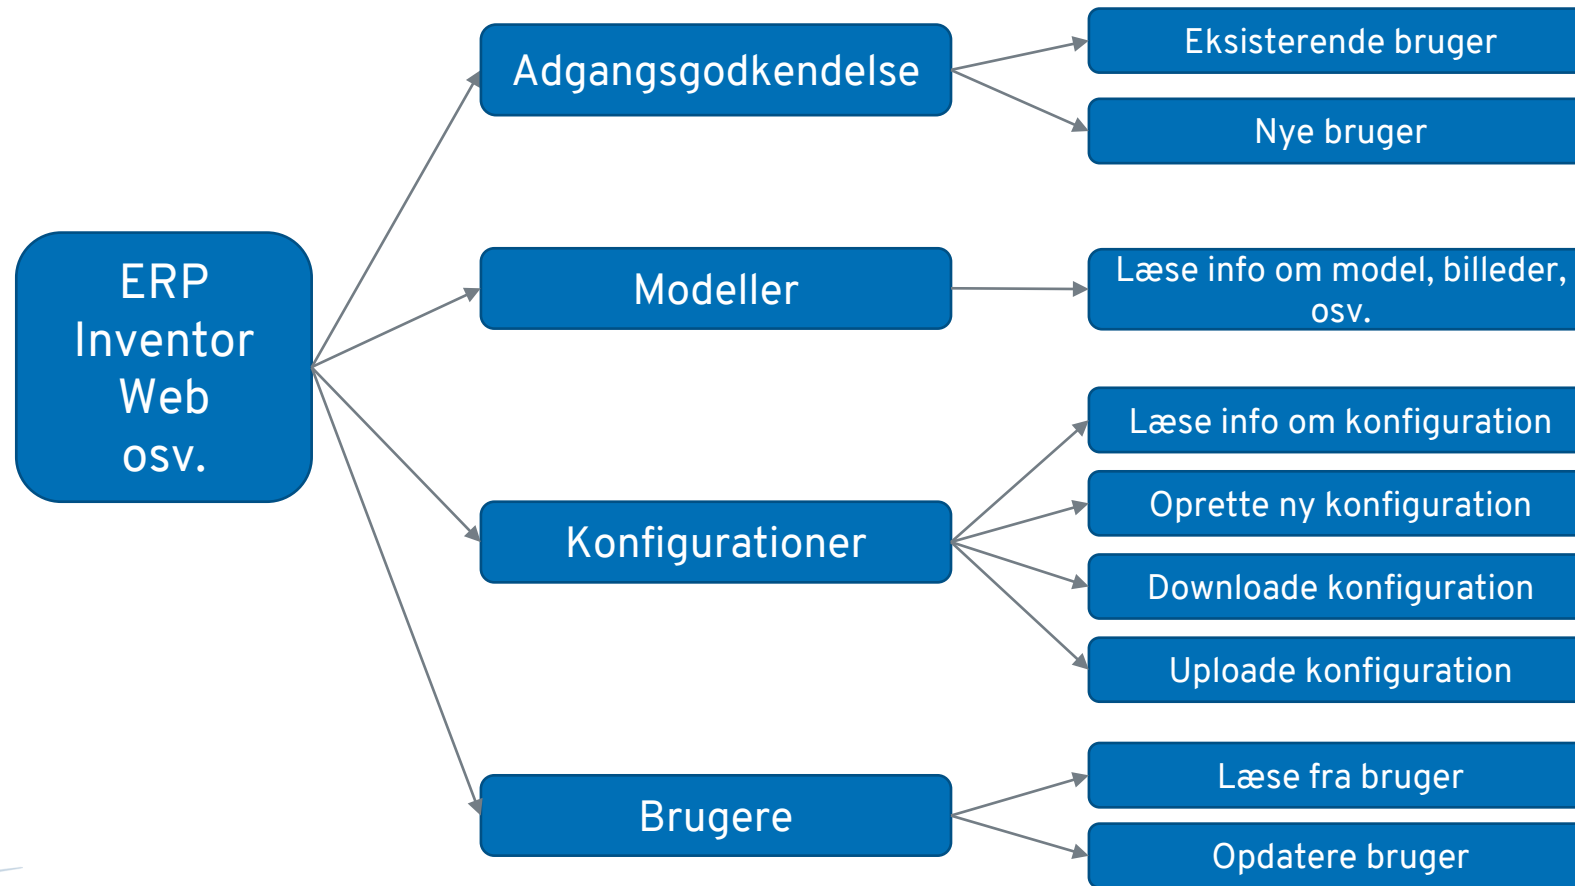 ERP
Inventor
Web
osv.
Adgangsgodkendelse
Eksisterende bruger
Nye bruger
Modeller
Læse info om model, billeder,
osv.
Konfigurationer
Læse info om konfiguration
Oprette ny konfiguration
Downloade konfiguration
Uploade konfiguration
Brugere
Læse fra bruger
Opdatere bruger